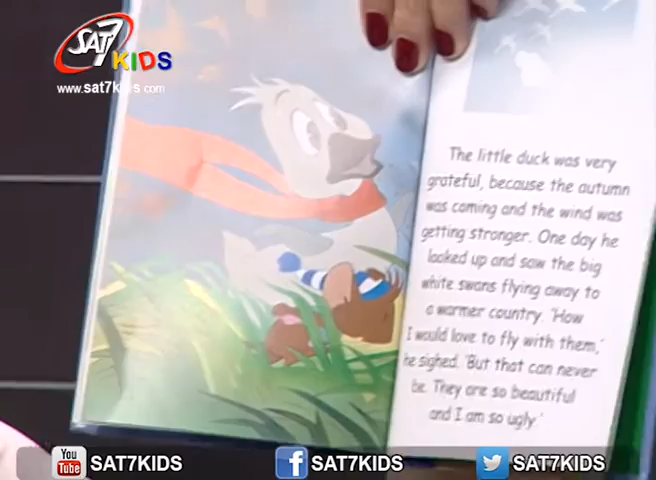 SAT7
KIDS
www.sat7kids.com
The little duck was very
grateful, because the autumn
was coming and the wind was
getting stronger. One day he
looked up and saw the big
white swans flying away to
a warmer country. 'How
I would love to fly with them,'
he sighed. 'But that can never
be. They are so beautiful
and I am so ugly.'
You
Tube
SAT7KIDS
f
SAT7KIDS
SAT7KIDS